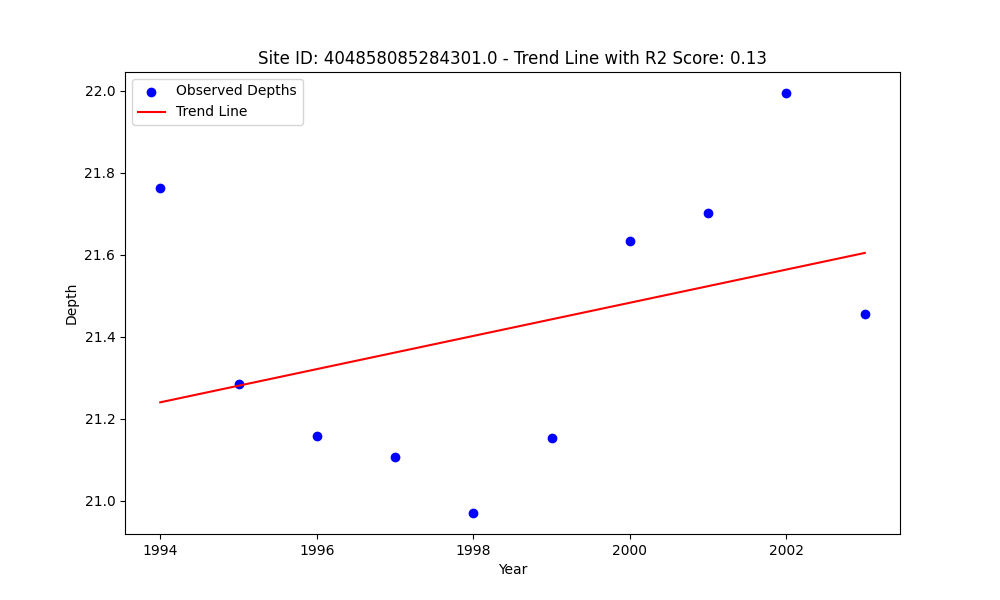 Site ID: 404858085284301.0 - Trend Line with R2 Score: 0.13
Observed Depths
Trend Line
22.0
21.8
21.6
21.4
21.2
21.0
Depth
1994
1996
1998
2000
2002
Year